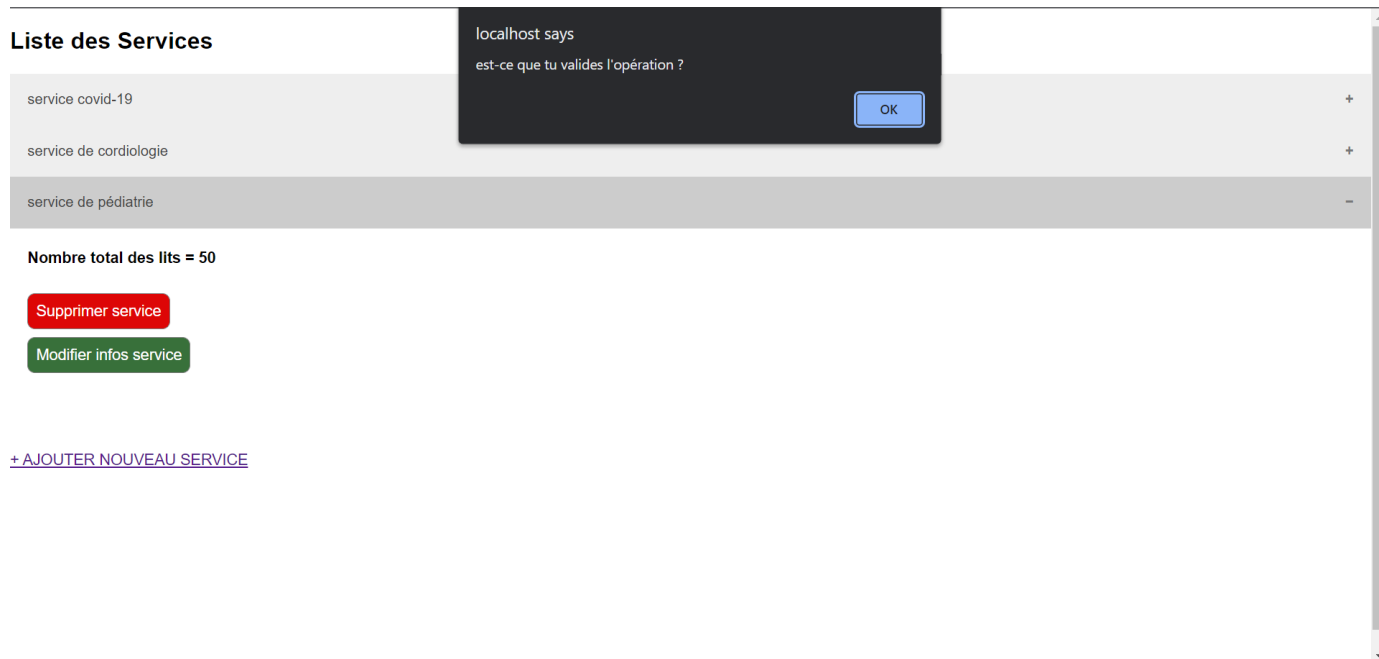 Liste des Services
localhost says
est-ce que tu valides l'opération ?
OK
service covid-19 +
service de cordiologie +
service de pédiatrie −
Nombre total des lits = 50
Supprimer service
Modifier infos service
+ AJOUTER NOUVEAU SERVICE